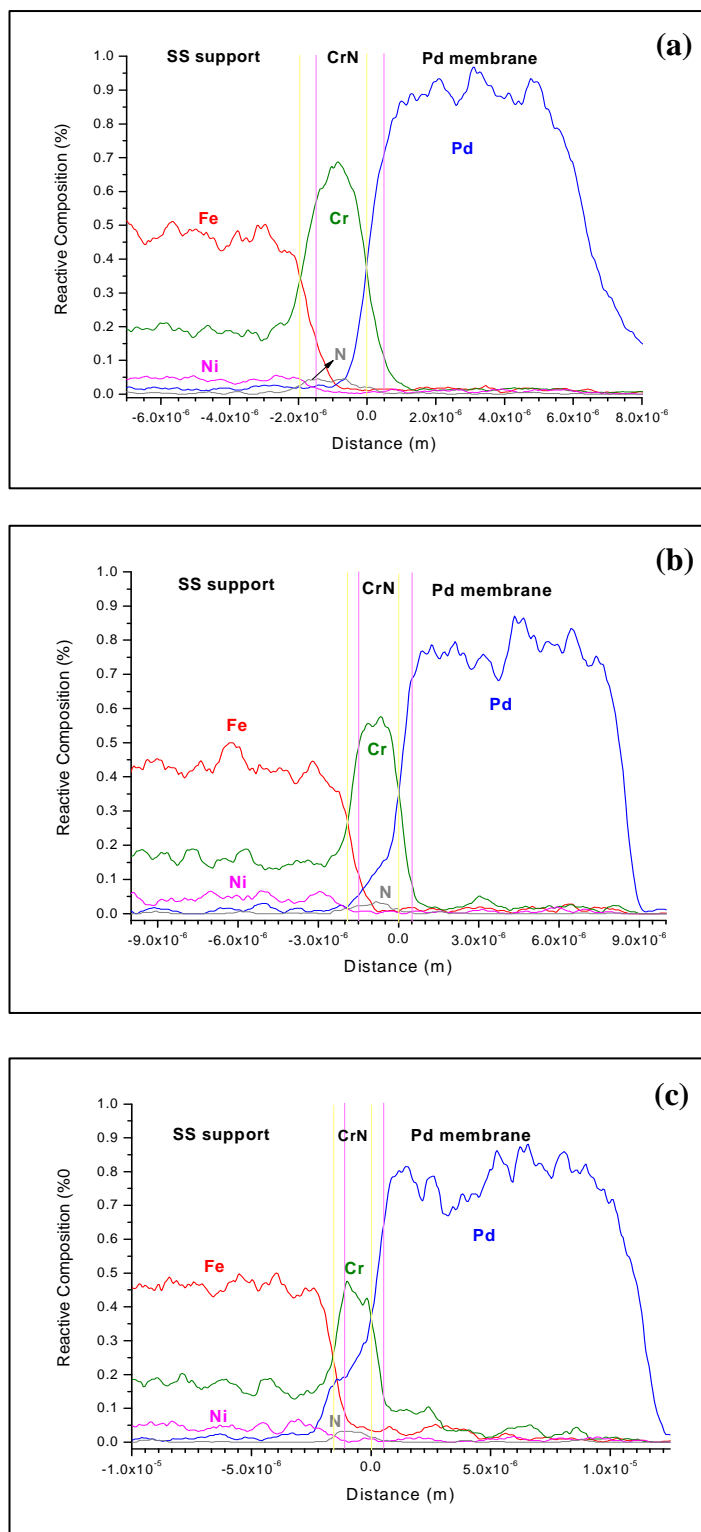 (a)
SS support CrN Pd membrane
1.0
0.9
0.8
0.7
0.6
0.5
0.4
0.3
0.2
0.1
0.0
Reactive Composition (%)
Fe
Cr
Pd
Ni
N
-6.0x10⁻⁶ -4.0x10⁻⁶ -2.0x10⁻⁶ 0.0 2.0x10⁻⁶ 4.0x10⁻⁶ 6.0x10⁻⁶ 8.0x10⁻⁶
Distance (m)
(b)
SS support CrN Pd membrane
1.0
0.9
0.8
0.7
0.6
0.5
0.4
0.3
0.2
0.1
0.0
Reactive Composition (%)
Fe
Cr
Pd
Ni
N
-9.0x10⁻⁶ -6.0x10⁻⁶ -3.0x10⁻⁶ 0.0 3.0x10⁻⁶ 6.0x10⁻⁶ 9.0x10⁻⁶
Distance (m)
(c)
SS support CrN Pd membrane
1.0
0.9
0.8
0.7
0.6
0.5
0.4
0.3
0.2
0.1
0.0
Reactive Composition (%0
Fe
Cr
Pd
Ni
N
-1.0x10⁻⁵ -5.0x10⁻⁶ 0.0 5.0x10⁻⁶ 1.0x10⁻⁵
Distance (m)